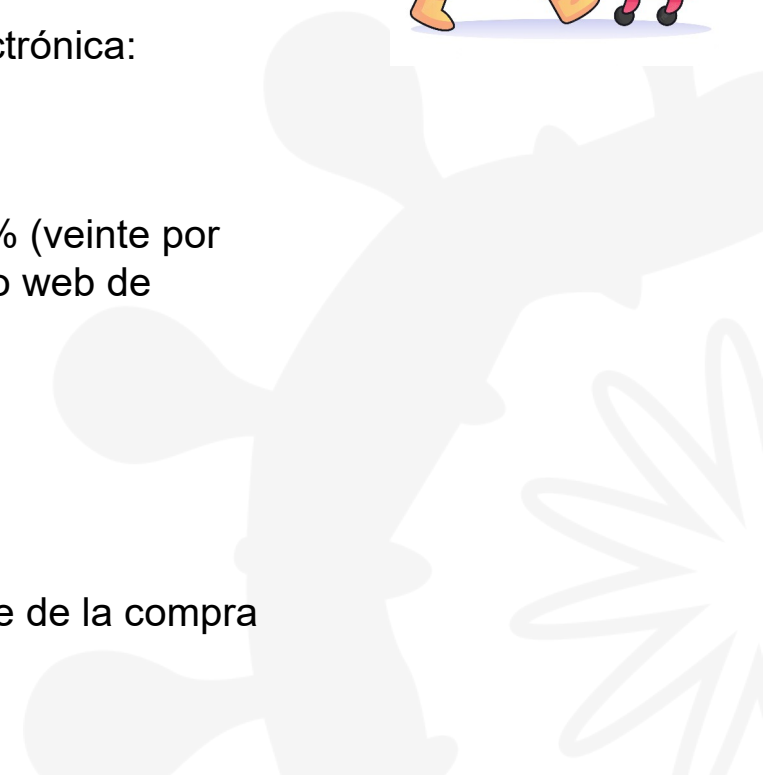 ctrónica:
% (veinte por
o web de
e de la compra